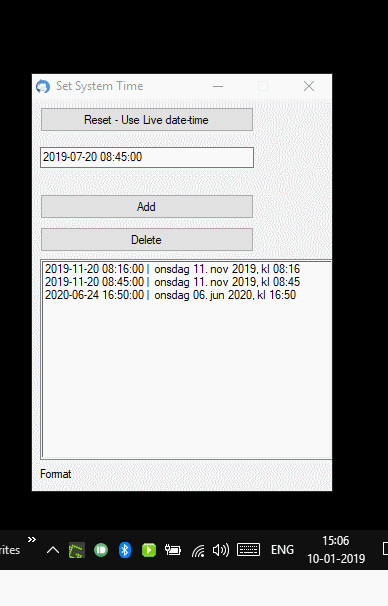 Set System Time
Reset - Use Live date-time
2019-07-20 08:45:00
Add
Delete
2019-11-20 08:16:00 | onsdag 11. nov 2019, kl 08:16
2019-11-20 08:45:00 | onsdag 11. nov 2019, kl 08:45
2020-06-24 16:50:00 | onsdag 06. jun 2020, kl 16:50
Format
rites
ENG
15:06
10-01-2019